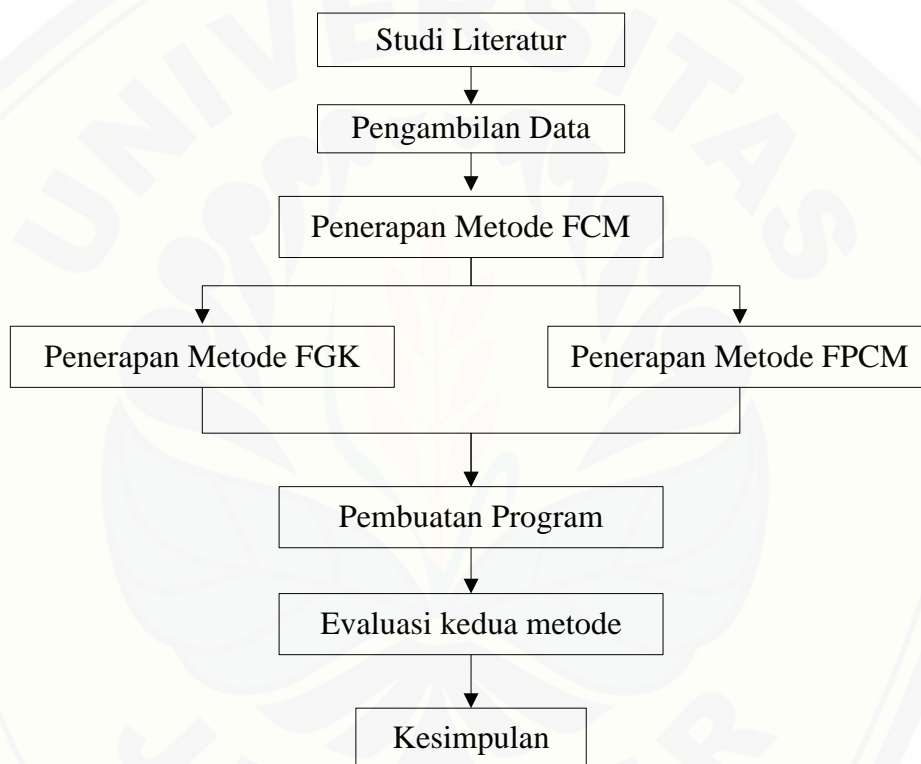 UNIVERSITAS
Studi Literatur
Pengambilan Data
Penerapan Metode FCM
Penerapan Metode FGK
Penerapan Metode FPCM
Pembuatan Program
Evaluasi kedua metode
Kesimpulan